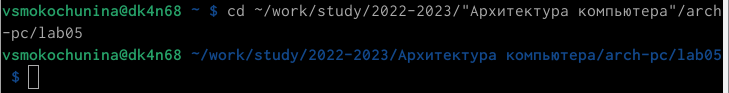 vsmokochunina@dk4n68 ~ $ cd ~/work/study/2022-2023/"Архитектура компьютера"/arch
-pc/lab05
vsmokochunina@dk4n68 ~/work/study/2022-2023/Архитектура компьютера/arch-pc/lab05
$